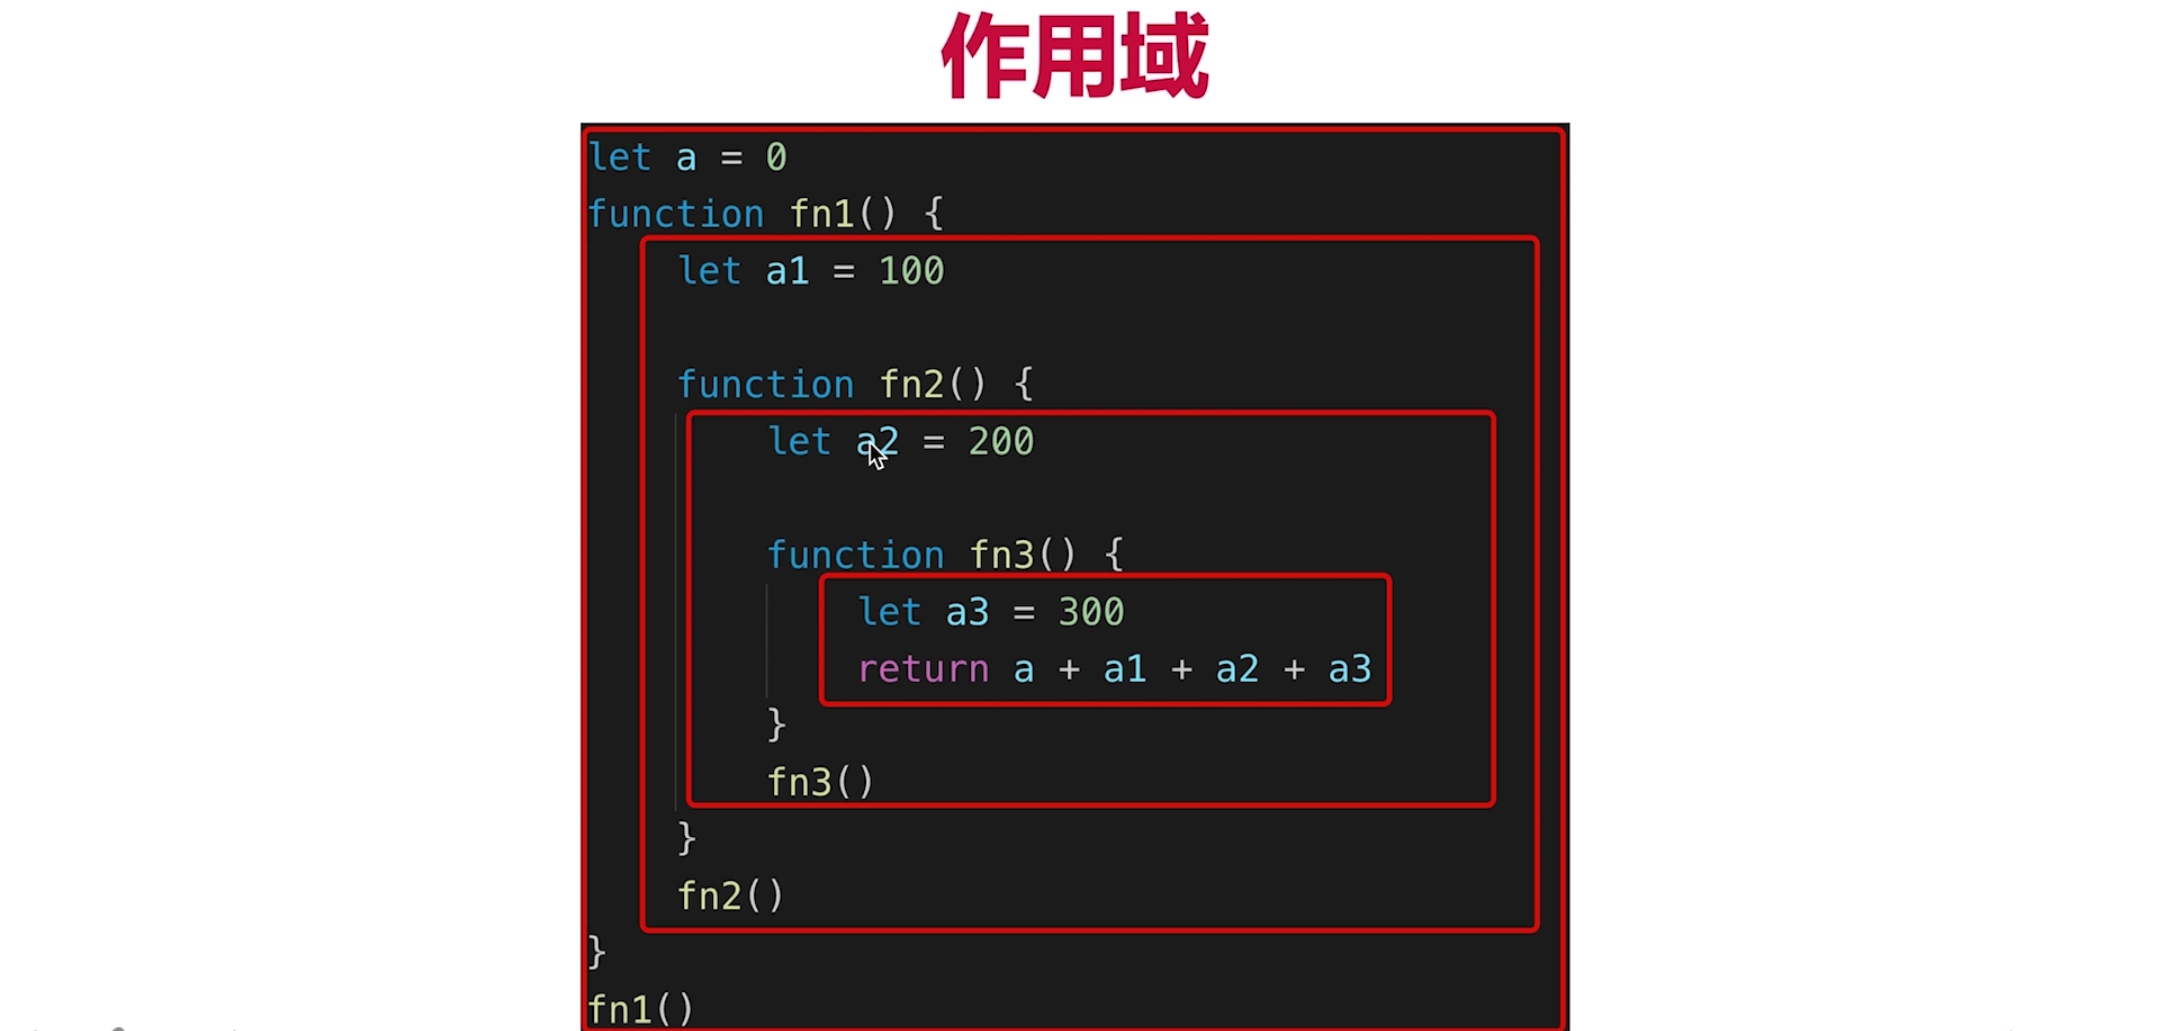 作用域
let a = 0
function fn1() {
let a1 = 100
function fn2() {
let a2 = 200
function fn3() {
let a3 = 300
return a + a1 + a2 + a3
}
fn3()
}
fn2()
}
fn1()